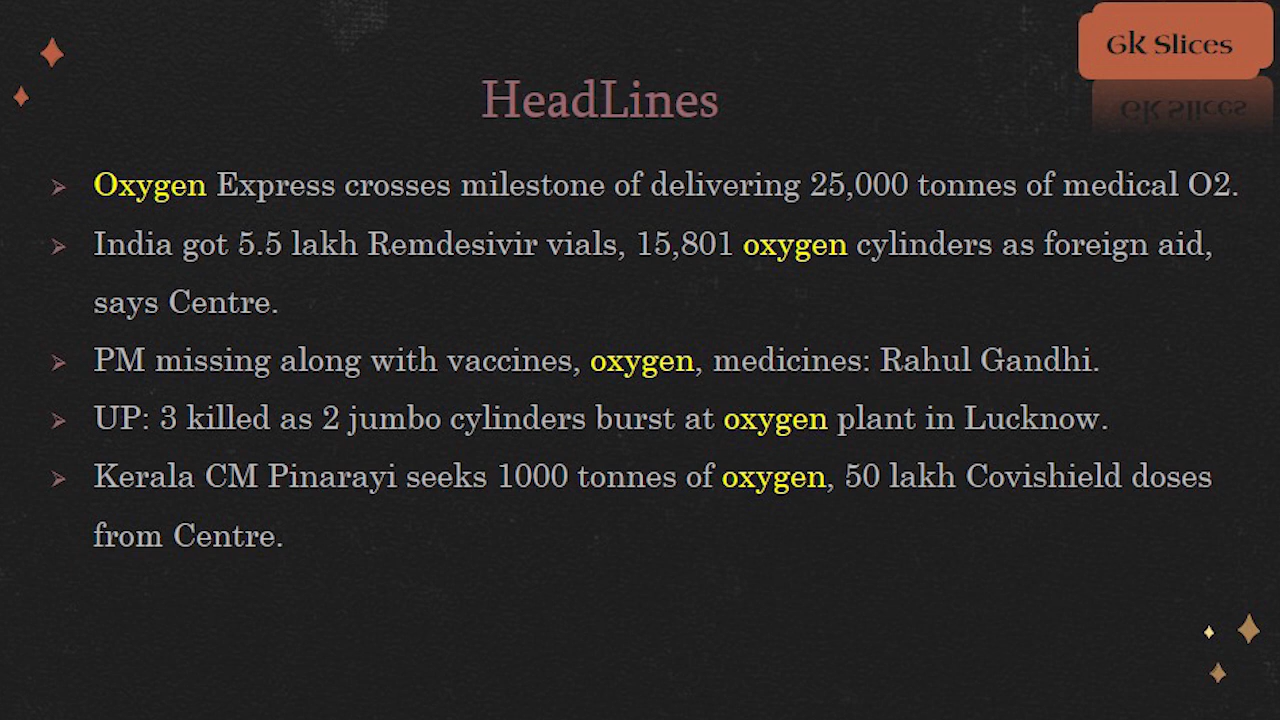 Gk Slices
HeadLines
Oxygen Express crosses milestone of delivering 25,000 tonnes of medical O2.
India got 5.5 lakh Remdesivir vials, 15,801 oxygen cylinders as foreign aid,
says Centre.
PM missing along with vaccines, oxygen, medicines: Rahul Gandhi.
UP: 3 killed as 2 jumbo cylinders burst at oxygen plant in Lucknow.
Kerala CM Pinarayi seeks 1000 tonnes of oxygen, 50 lakh Covishield doses
from Centre.